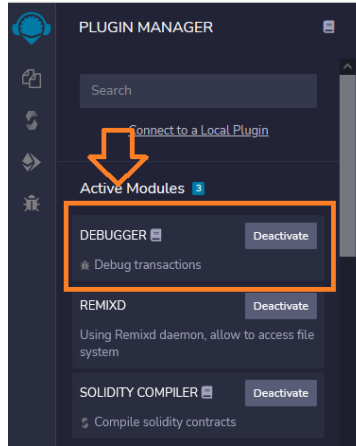 PLUGIN MANAGER
Search
Connect to a Local Plugin
Active Modules 3
DEBUGGER Deactivate
Debug transactions
REMIXD Deactivate
Using Remixd daemon, allow to access file
system
SOLIDITY COMPILER Deactivate
Compile solidity contracts